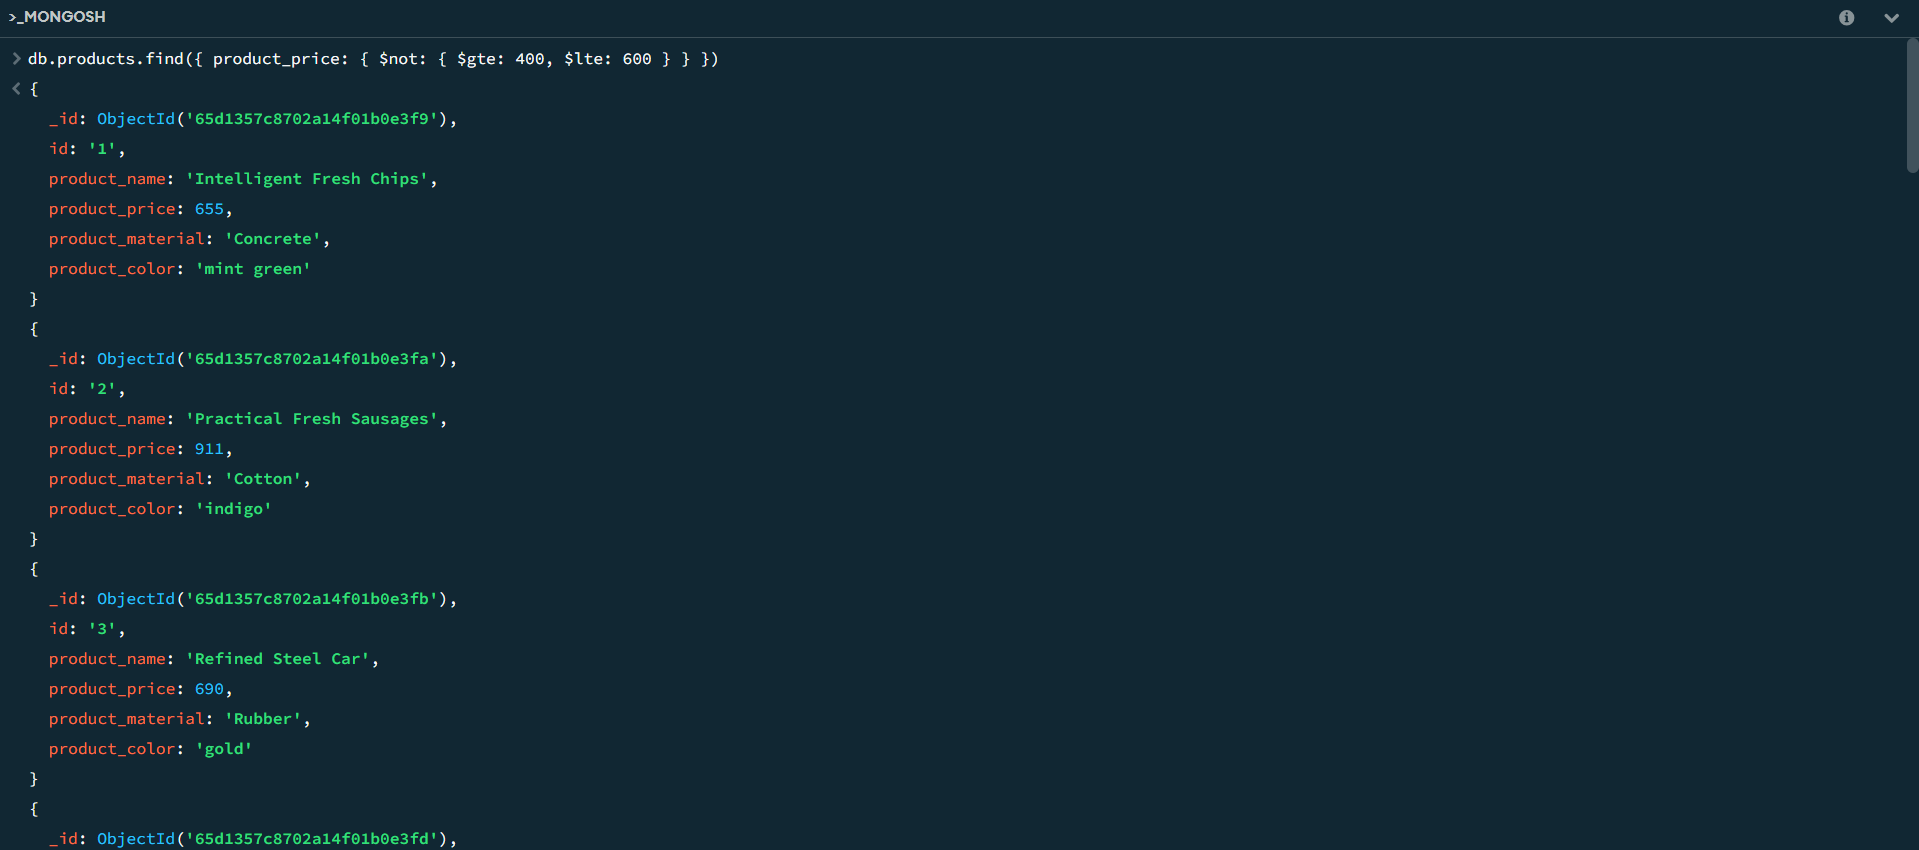 >_MONGOSH
> db.products.find({ product_price: { $not: { $gte: 400, $lte: 600 } } })
< {
_id: ObjectId('65d1357c8702a14f01b0e3f9'),
id: '1',
product_name: 'Intelligent Fresh Chips',
product_price: 655,
product_material: 'Concrete',
product_color: 'mint green'
}
{
_id: ObjectId('65d1357c8702a14f01b0e3fa'),
id: '2',
product_name: 'Practical Fresh Sausages',
product_price: 911,
product_material: 'Cotton',
product_color: 'indigo'
}
{
_id: ObjectId('65d1357c8702a14f01b0e3fb'),
id: '3',
product_name: 'Refined Steel Car',
product_price: 690,
product_material: 'Rubber',
product_color: 'gold'
}
{
_id: ObjectId('65d1357c8702a14f01b0e3fd'),